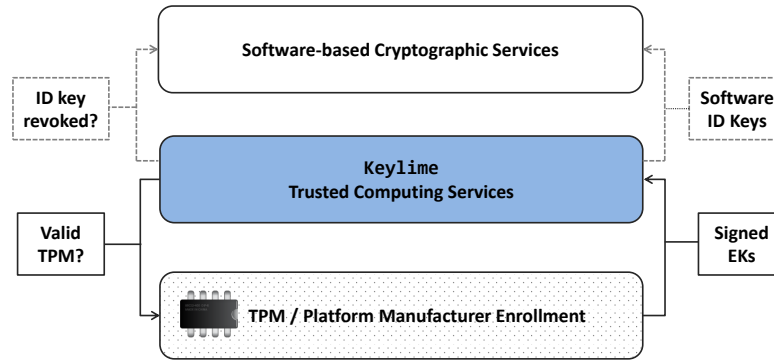 Software-based Cryptographic Services
ID key
revoked?
Software
ID Keys
Keylime
Trusted Computing Services
Valid
TPM?
Signed
EKs
TPM / Platform Manufacturer Enrollment